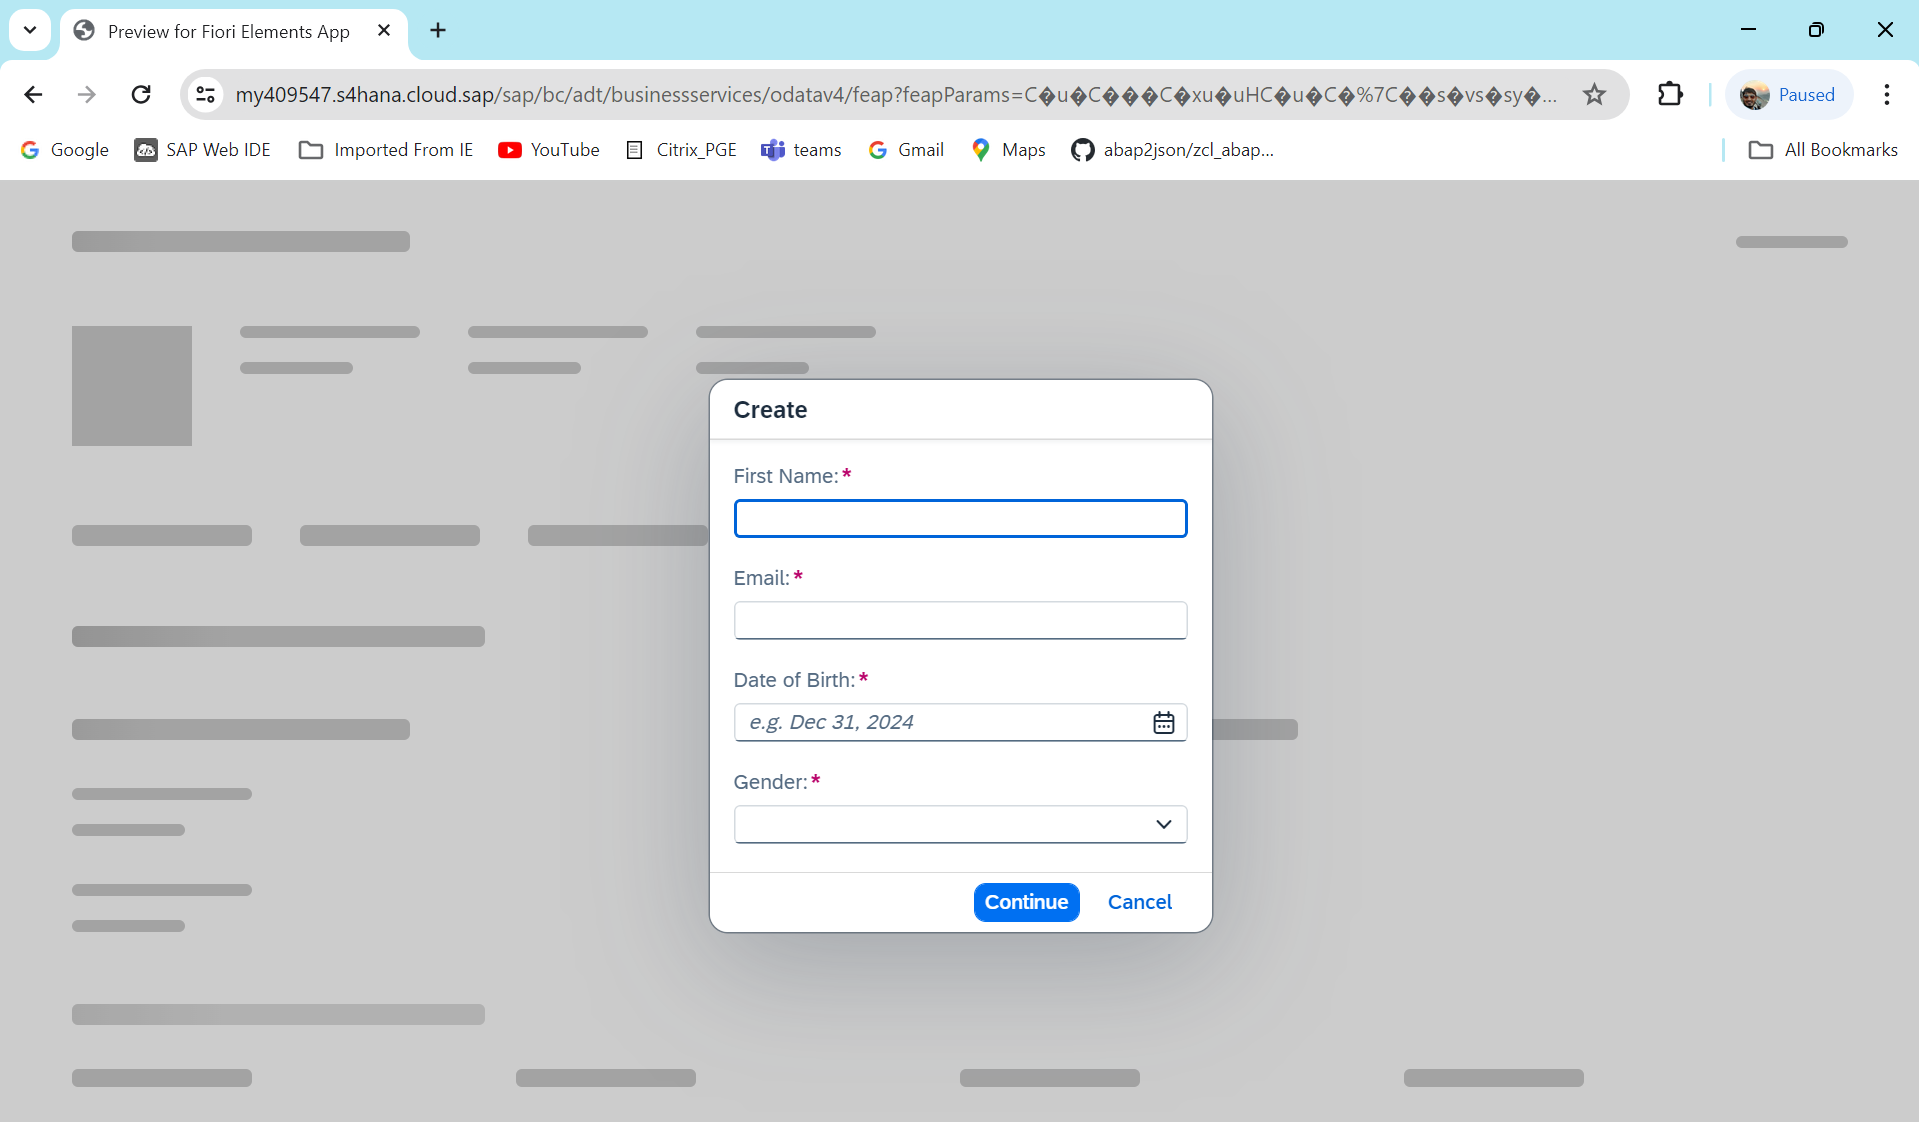 Preview for Fiori Elements App
my409547.s4hana.cloud.sap/sap/bc/adt/businessservices/odatav4/feap?feapParams=C�u�C���C�xu�uHC�u�C�%7C��s�vs�sy�...
Paused
Google SAP Web IDE Imported From IE YouTube Citrix_PGE teams Gmail Maps abap2json/zcl_abap... All Bookmarks
Create
First Name:*
Email:*
Date of Birth:*
e.g. Dec 31, 2024
Gender:*
Continue Cancel